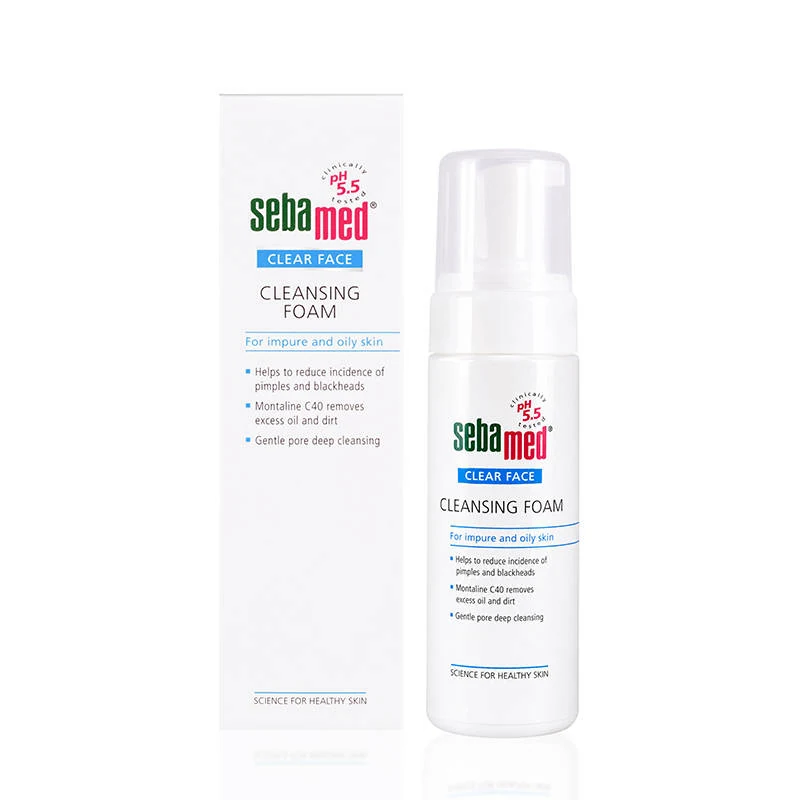 clinically
pH
5.5
tested
sebamed®
CLEAR FACE
CLEANSING
FOAM
For impure and oily skin
▪ Helps to reduce incidence of
pimples and blackheads
▪ Montaline C40 removes
excess oil and dirt
▪ Gentle pore deep cleansing
SCIENCE FOR HEALTHY SKIN
clinically
pH
5.5
tested
sebamed®
CLEAR FACE
CLEANSING FOAM
For impure and oily skin
▪ Helps to reduce incidence of
pimples and blackheads
▪ Montaline C40 removes
excess oil and dirt
▪ Gentle pore deep cleansing
SCIENCE FOR HEALTHY SKIN